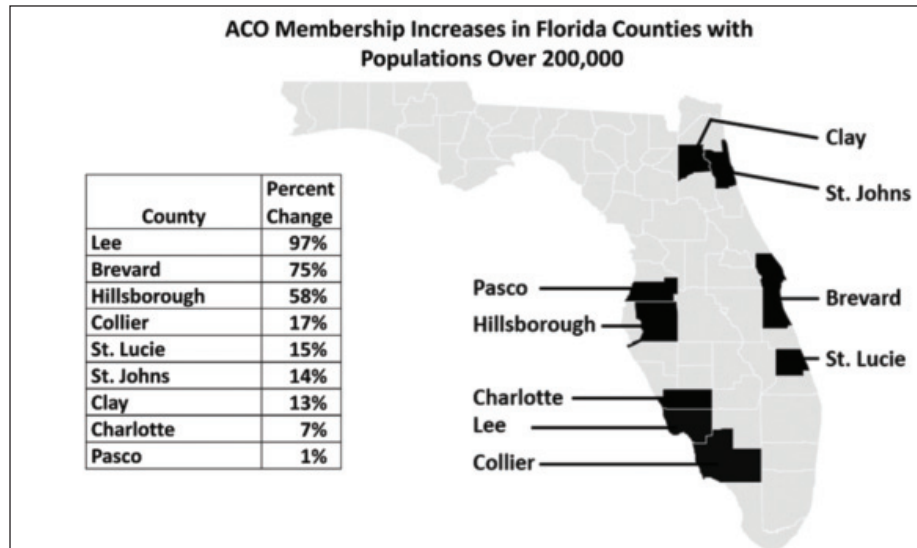 ACO Membership Increases in Florida Counties with
Populations Over 200,000
County Percent Change
Lee 97%
Brevard 75%
Hillsborough 58%
Collier 17%
St. Lucie 15%
St. Johns 14%
Clay 13%
Charlotte 7%
Pasco 1%
Clay
St. Johns
Pasco
Hillsborough
Brevard
St. Lucie
Charlotte
Lee
Collier